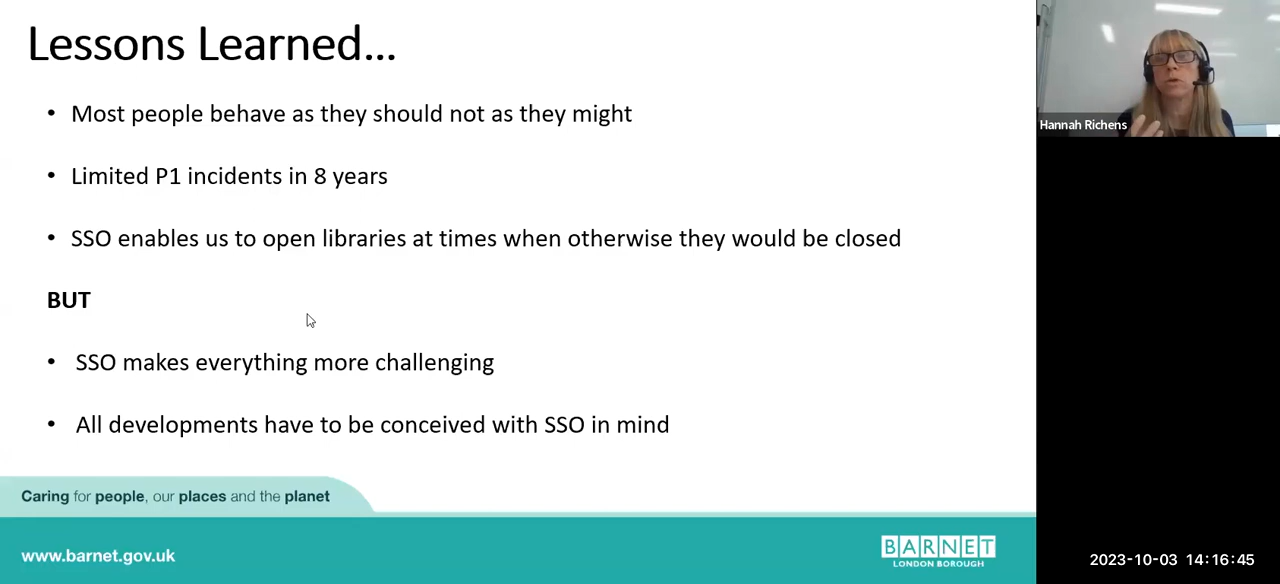 Lessons Learned...
• Most people behave as they should not as they might
• Limited P1 incidents in 8 years
• SSO enables us to open libraries at times when otherwise they would be closed
BUT
• SSO makes everything more challenging
• All developments have to be conceived with SSO in mind
Caring for people, our places and the planet
www.barnet.gov.uk
BARNET
LONDON BOROUGH
Hannah Richens
2023-10-03 14:16:45